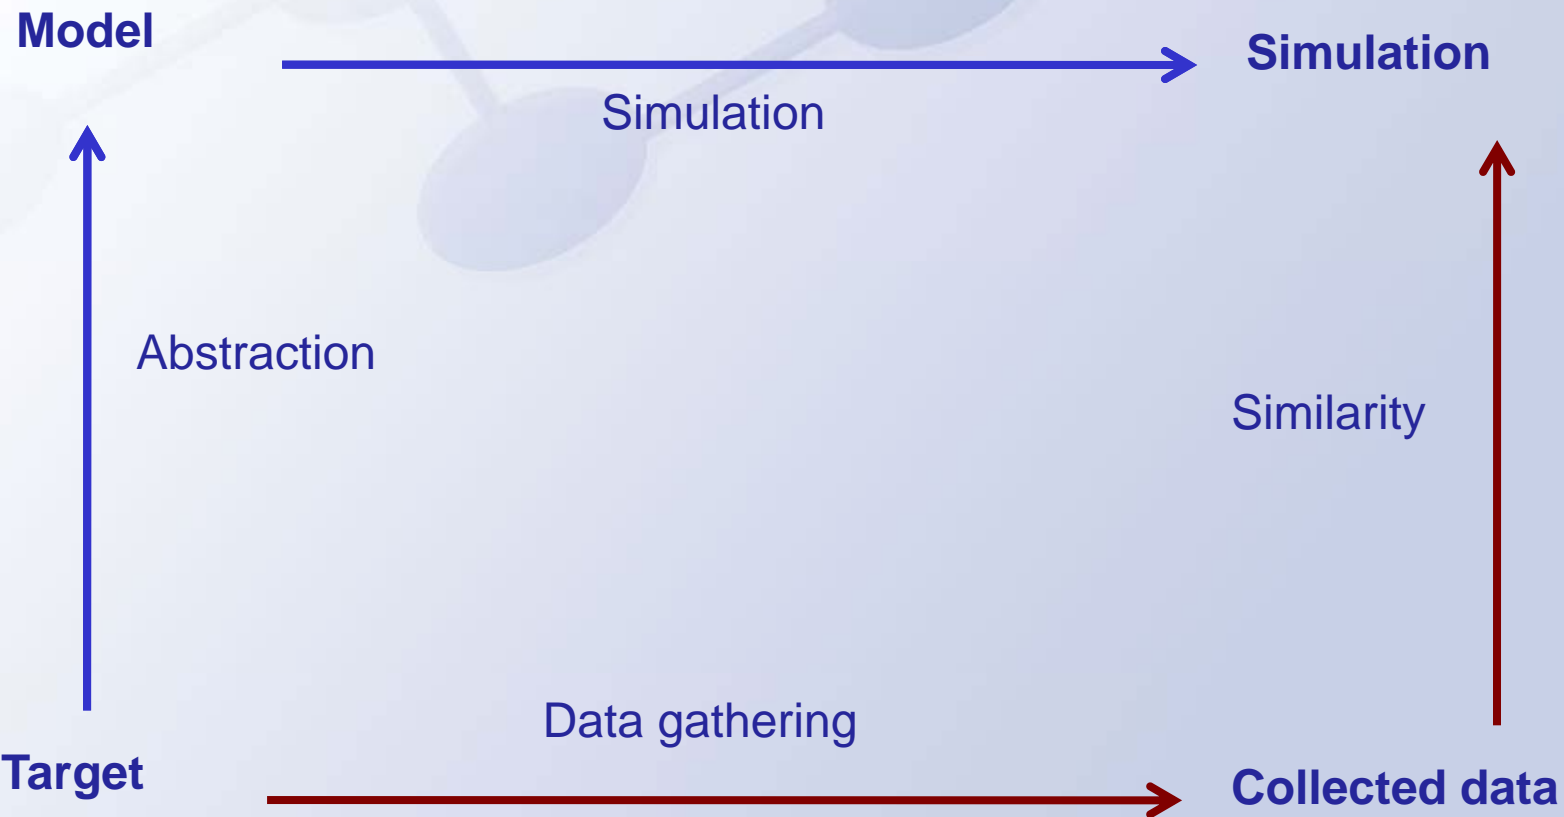 Model
Simulation
Simulation
Abstraction
Similarity
Data gathering
Target
Collected data